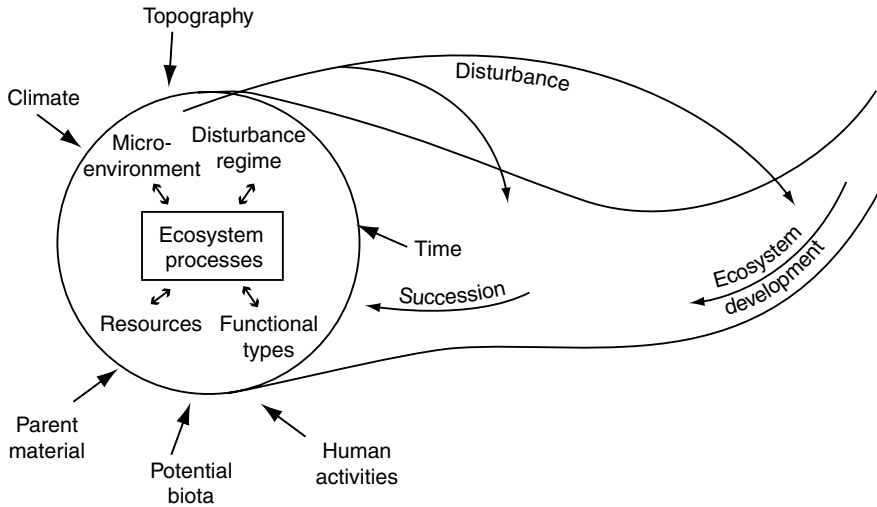 Topography
Climate
Disturbance
Micro-
environment
Disturbance
regime
Ecosystem
processes
Time
Ecosystem
development
Succession
Resources
Functional
types
Parent
material
Potential
biota
Human
activities